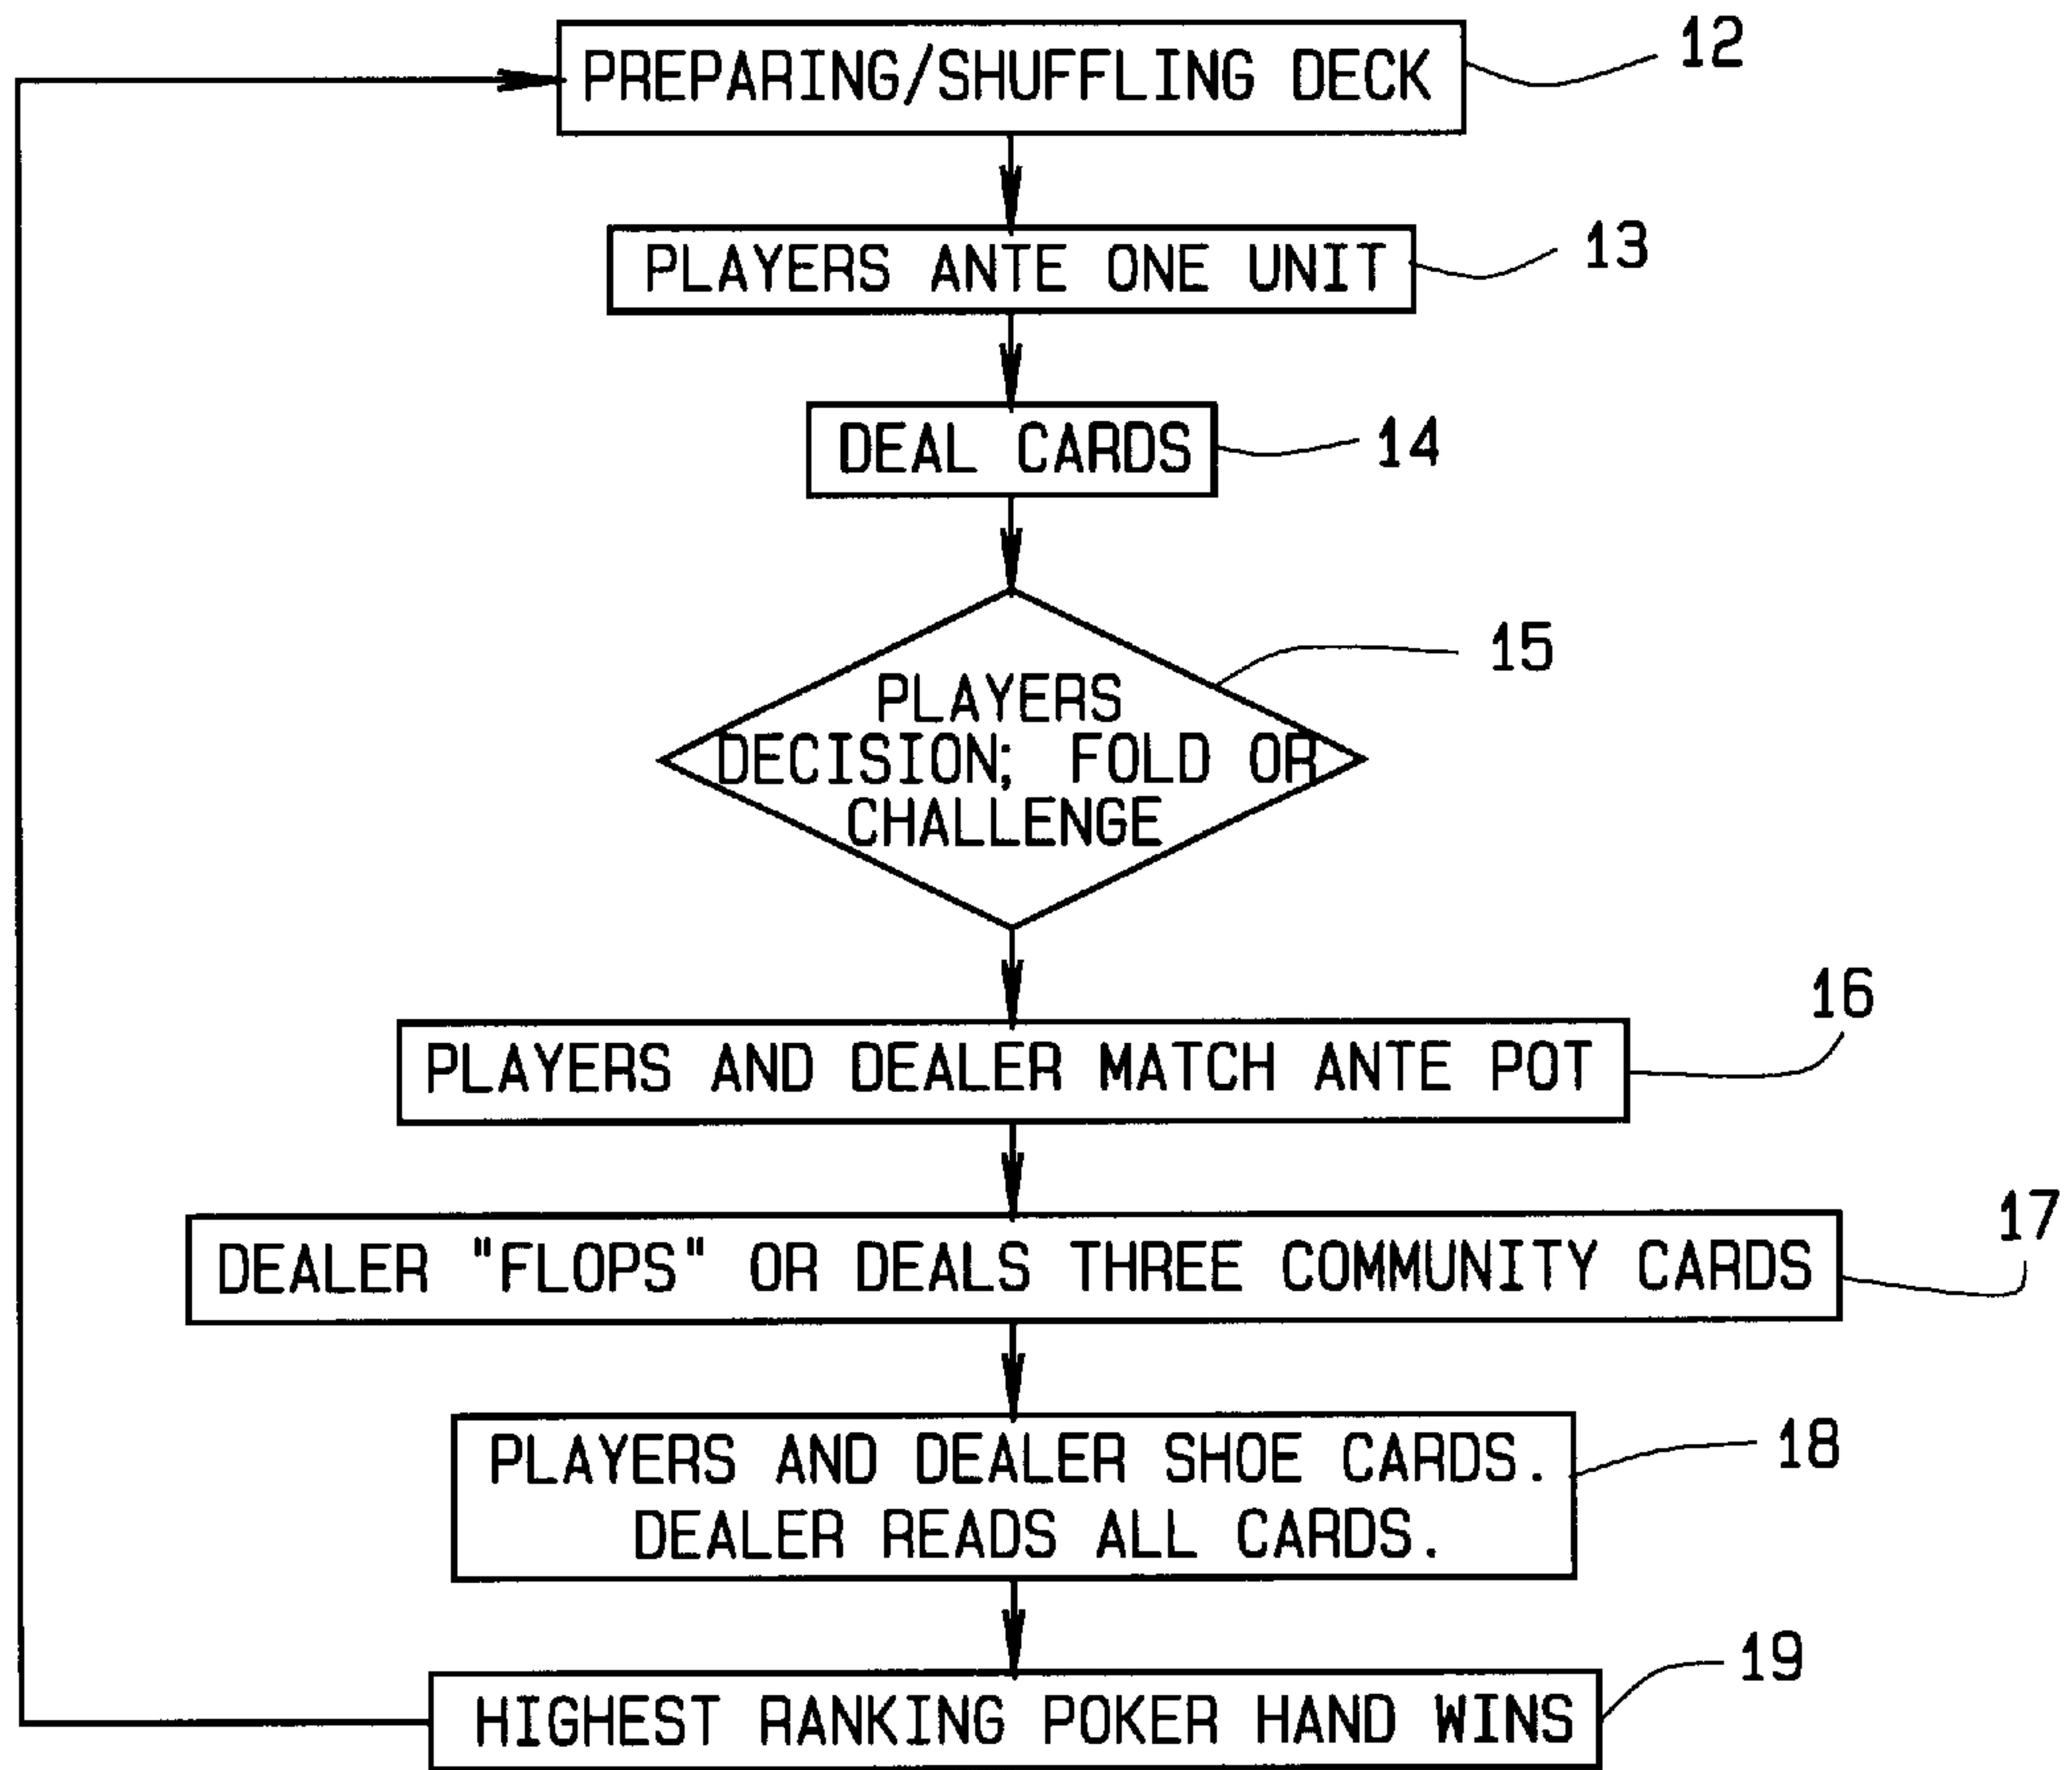 PREPARING/SHUFFLING DECK
12
PLAYERS ANTE ONE UNIT
13
DEAL CARDS
14
15
PLAYERS
DECISION; FOLD OR
CHALLENGE
16
PLAYERS AND DEALER MATCH ANTE POT
17
DEALER "FLOPS" OR DEALS THREE COMMUNITY CARDS
PLAYERS AND DEALER SHOE CARDS.
18
DEALER READS ALL CARDS.
19
HIGHEST RANKING POKER HAND WINS